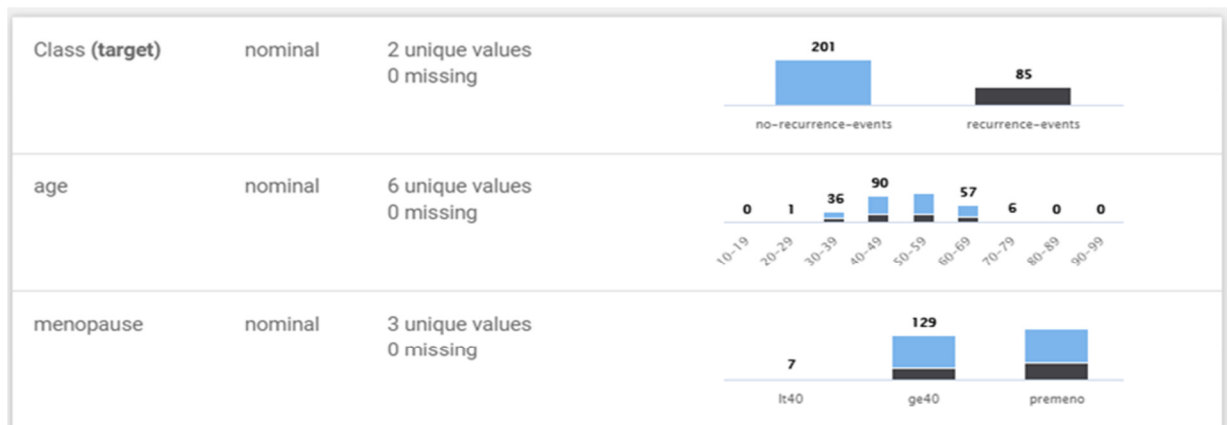 Class (target) nominal 2 unique values
0 missing
201
85
no-recurrence-events recurrence-events
age nominal 6 unique values
0 missing
0 1 36 90 57 6 0 0
10-19 20-29 30-39 40-49 50-59 60-69 70-79 80-89 90-99
menopause nominal 3 unique values
0 missing
129
7
lt40 ge40 premeno